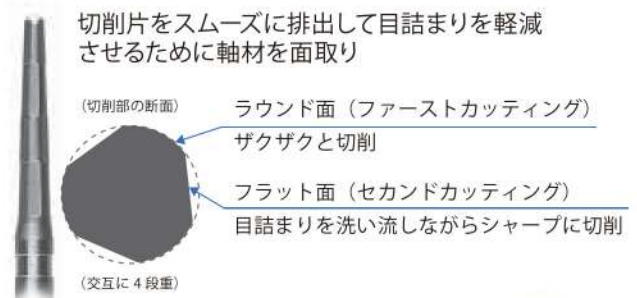 切削片をスムーズに排出して目詰まりを軽減
させるために軸材を面取り
(切削部の断面)
ラウンド面（ファーストカッティング）
ザクザクと切削
フラット面（セカンドカッティング）
目詰まりを洗い流しながらシャープに切削
(交互に4段重)